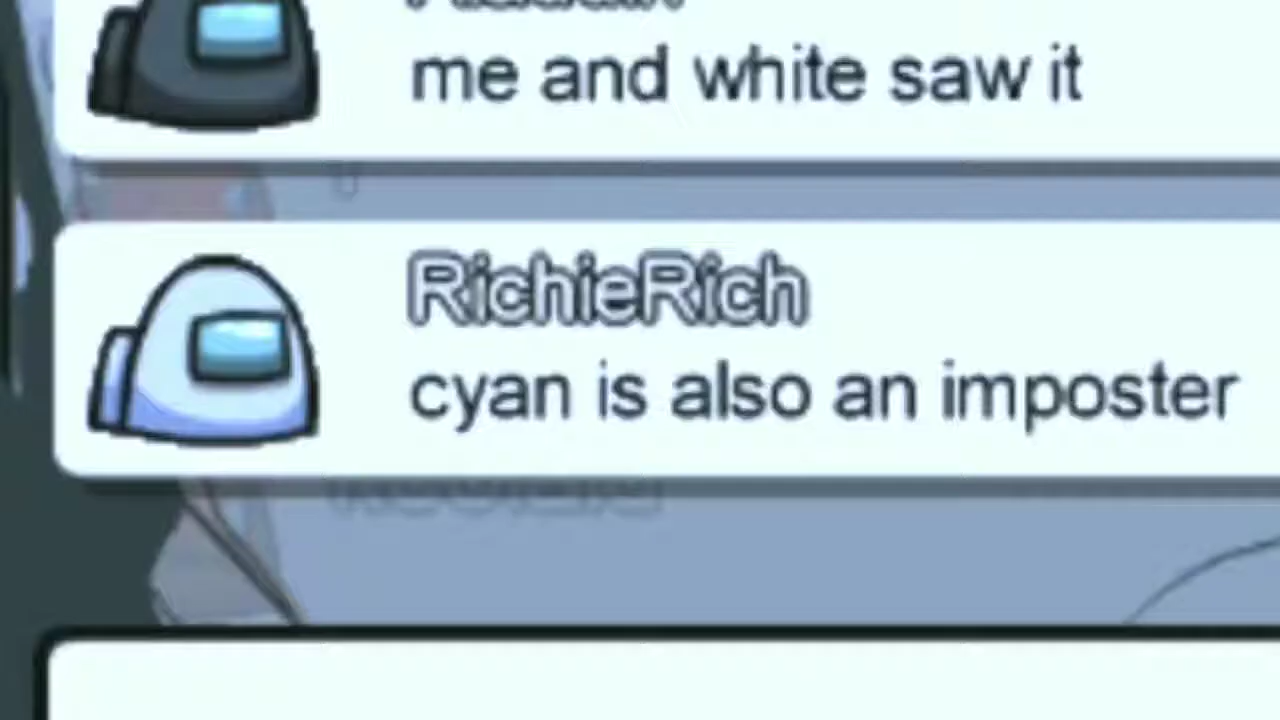 me and white saw it
RichieRich
cyan is also an imposter